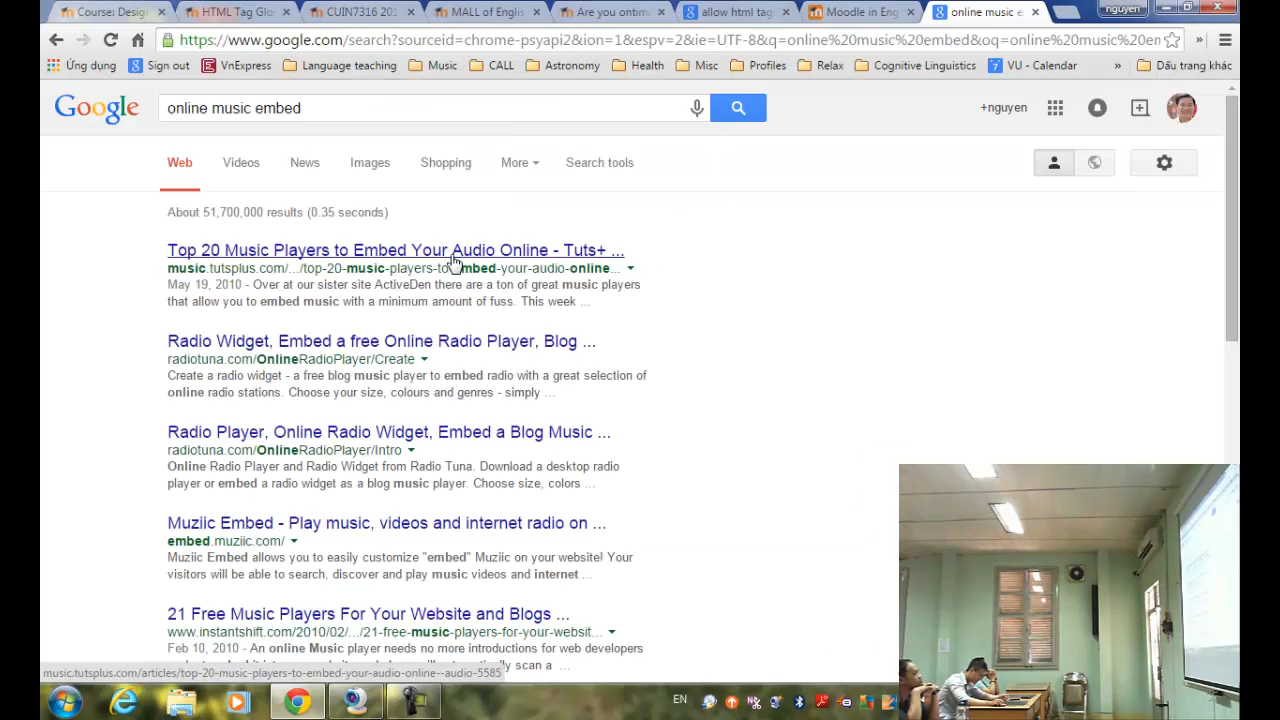 Course: Desig
HTML Tag Glo
CUIN7316 201
MALL of Englis
Are you ontim
allow html tag
Moodle in Eng
online music e
nguyen
https://www.google.com/search?sourceid=chrome-psyapi2&ion=1&espv=2&ie=UTF-8&q=online%20music%20embed&oq=online%20music%20en
Ứng dụng
Sign out
VnExpress
Language teaching
Music
CALL
Astronomy
Health
Misc
Profiles
Relax
Cognitive Linguistics
7 VU - Calendar
»
Dấu trang khác
Google
online music embed
+nguyen
Web
Videos
News
Images
Shopping
More
Search tools
About 51,700,000 results (0.35 seconds)
Top 20 Music Players to Embed Your Audio Online - Tuts+ ...
music.tutsplus.com/.../top-20-music-players-to-embed-your-audio-online...
May 19, 2010 - Over at our sister site ActiveDen there are a ton of great music players
that allow you to embed music with a minimum amount of fuss. This week ...
Radio Widget, Embed a free Online Radio Player, Blog ...
radiotuna.com/OnlineRadioPlayer/Create
Create a radio widget - a free blog music player to embed radio with a great selection of
online radio stations. Choose your size, colours and genres - simply ...
Radio Player, Online Radio Widget, Embed a Blog Music ...
radiotuna.com/OnlineRadioPlayer/Intro
Online Radio Player and Radio Widget from Radio Tuna. Download a desktop radio
player or embed a radio widget as a blog music player. Choose size, colors ...
Muziic Embed - Play music, videos and internet radio on ...
embed.muziic.com/
Muziic Embed allows you to easily customize "embed" Muziic on your website! Your
visitors will be able to search, discover and play music videos and internet ...
21 Free Music Players For Your Website and Blogs ...
www.instantshift.com/2010/02/.../21-free-music-players-for-your-websit...
Feb 10, 2010 - An online Music player needs no more introductions for web developers
scan a ...
music.tutsplus.com/articles/top-20-music-players-to-embed-your-audio-online--audio-5585
EN